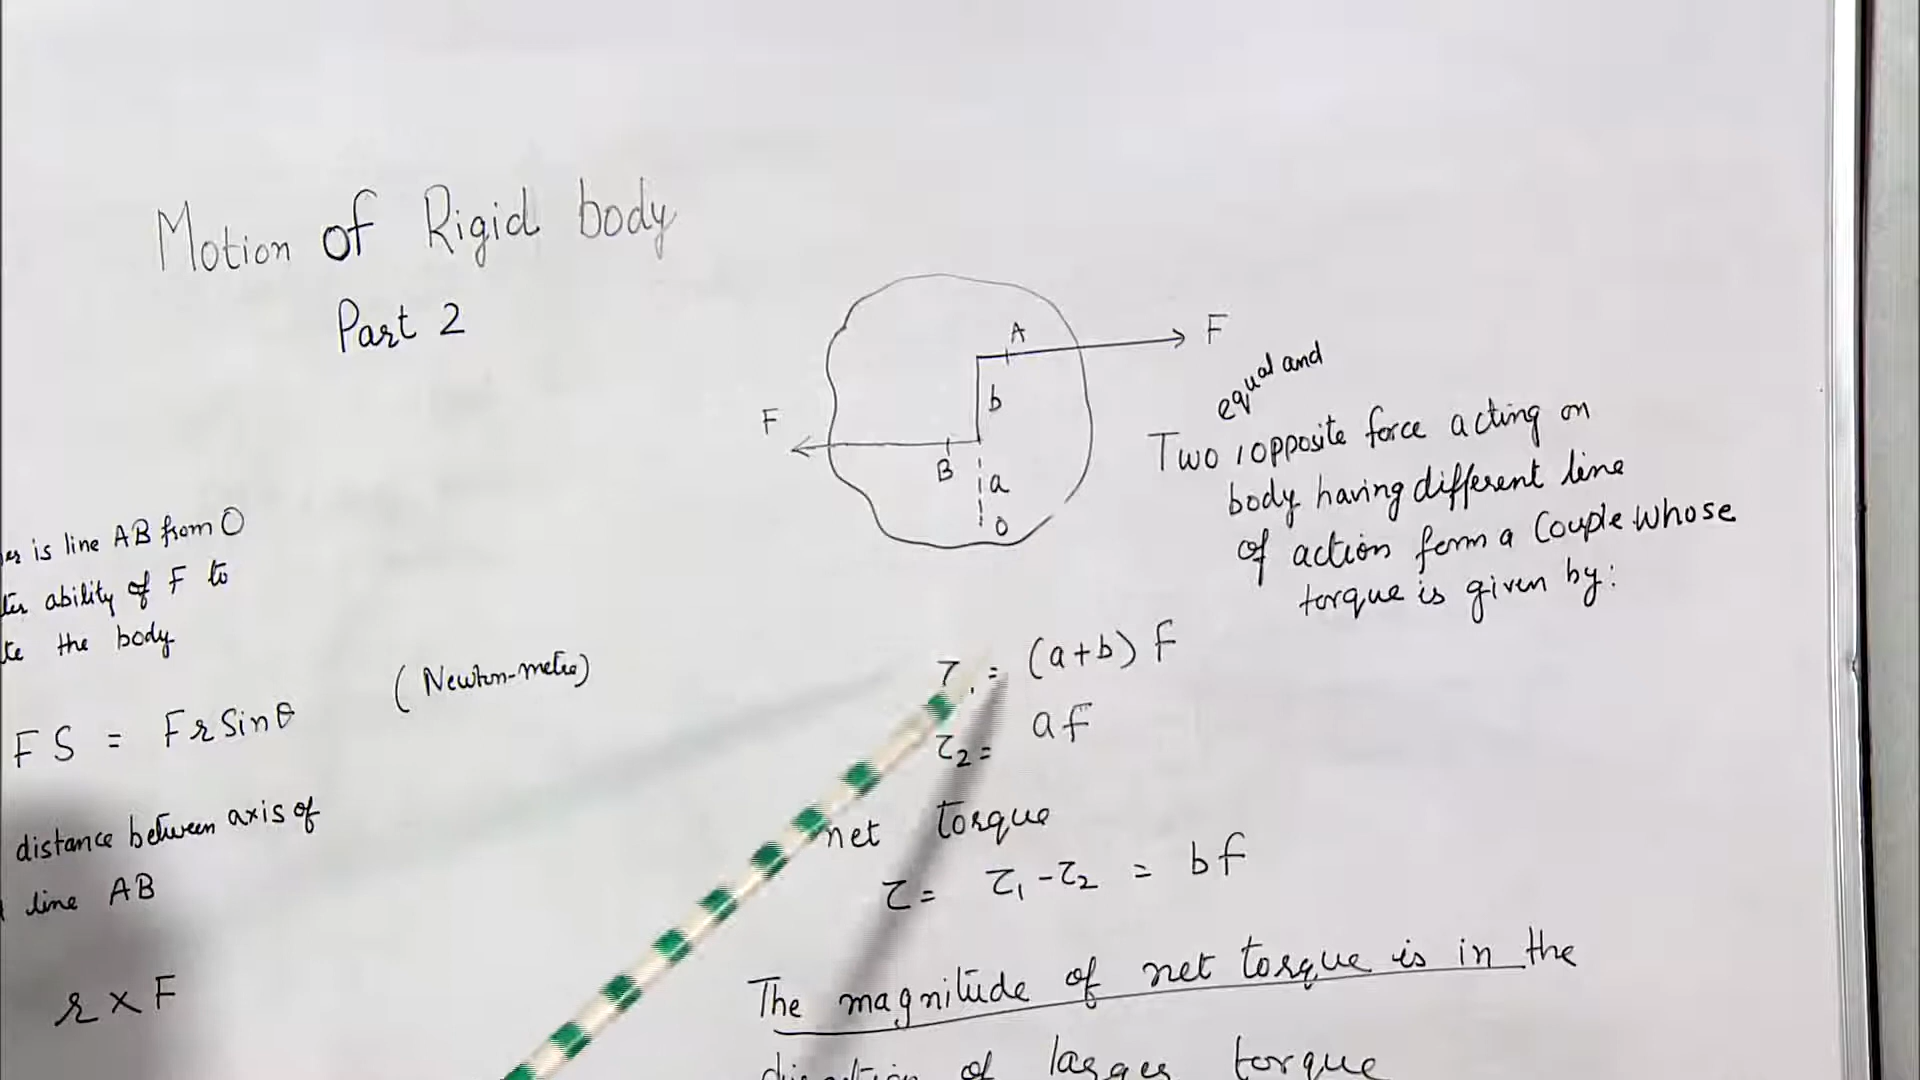 Motion of Rigid body
Part 2
A
F
b
F
B
a
O
equal and
Two opposite force acting on
body having different line
of action form a Couple whose
torque is given by:
is line AB from O
ability of F to
the body
(Newton-metre)
FS = Fr Sinθ
distance between axis of
line AB
r × F
τ₁ = (a+b) F
τ₂ = aF
net torque
τ = τ₁ - τ₂ = bF
The magnitude of net torque is in the
direction of larger torque